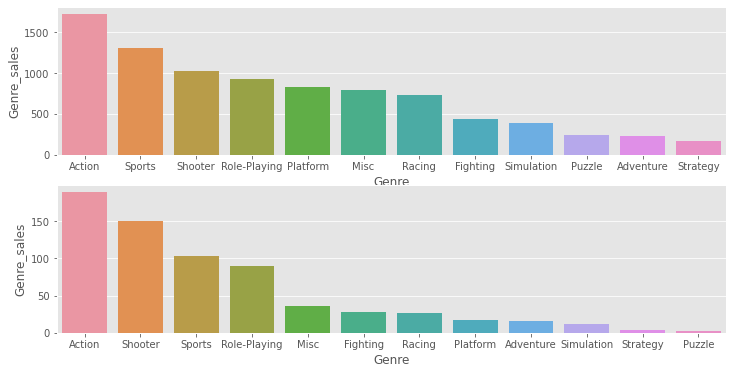 Genre_sales
1500
1000
500
0
Action Sports Shooter Role-Playing Platform Misc Racing Fighting Simulation Puzzle Adventure Strategy
Genre
Genre_sales
150
100
50
0
Action Shooter Sports Role-Playing Misc Fighting Racing Platform Adventure Simulation Strategy Puzzle
Genre